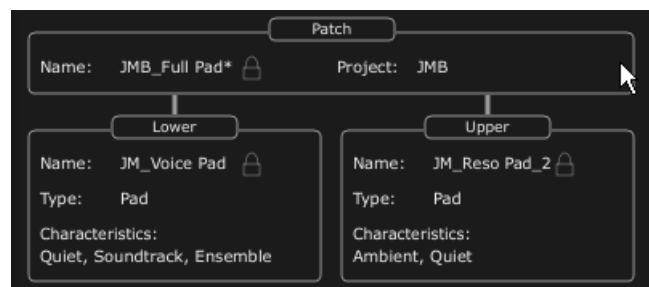 Patch
Name: JMB_Full Pad* Project: JMB
Lower
Name: JM_Voice Pad
Type: Pad
Characteristics:
Quiet, Soundtrack, Ensemble
Upper
Name: JM_Reso Pad_2
Type: Pad
Characteristics:
Ambient, Quiet